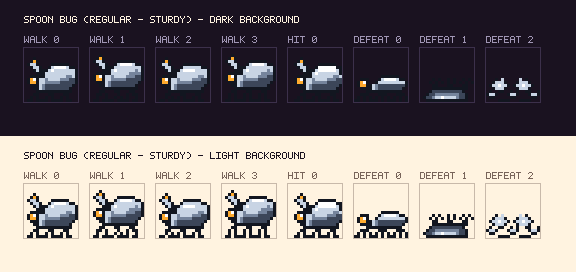 SPOON BUG (REGULAR - STURDY) - DARK BACKGROUND
WALK 0 WALK 1 WALK 2 WALK 3 HIT 0 DEFEAT 0 DEFEAT 1 DEFEAT 2
SPOON BUG (REGULAR - STURDY) - LIGHT BACKGROUND
WALK 0 WALK 1 WALK 2 WALK 3 HIT 0 DEFEAT 0 DEFEAT 1 DEFEAT 2